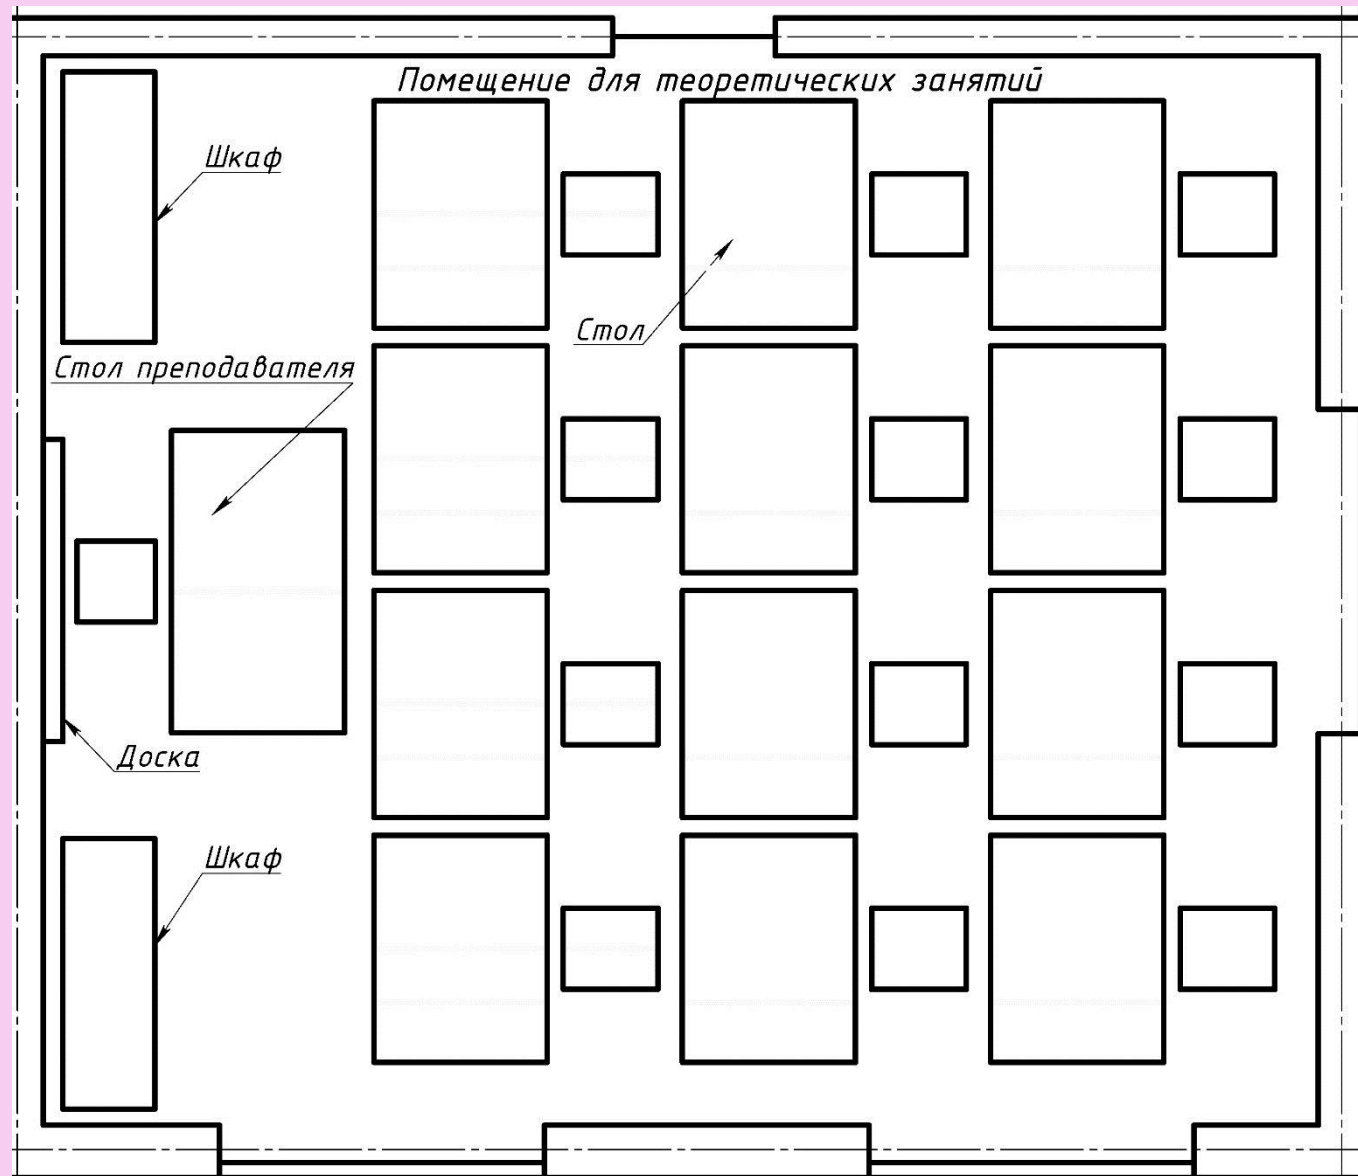 Помещение для теоретических занятий
Шкаф
Стол
Стол преподавателя
Доска
Шкаф